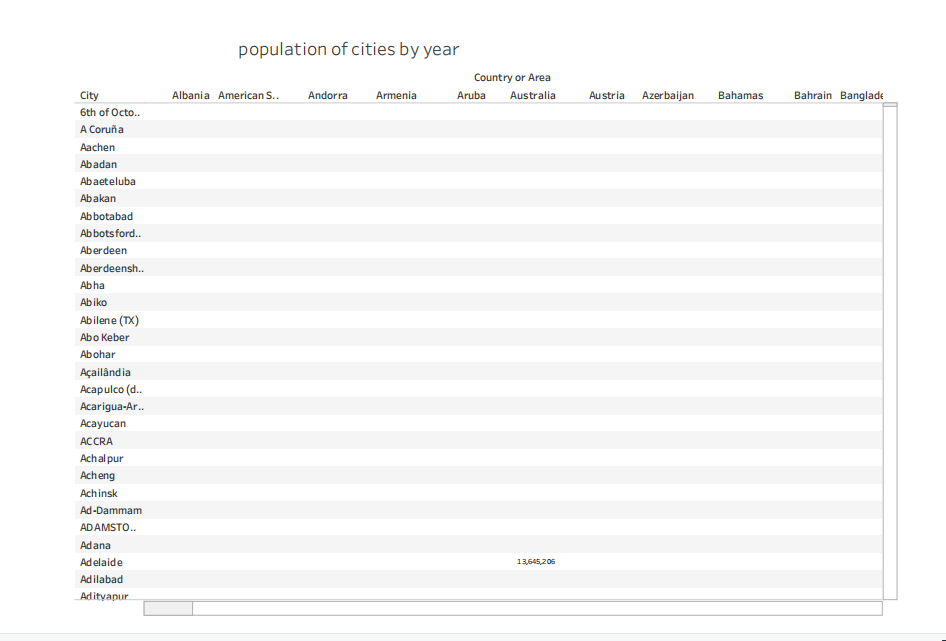 population of cities by year
Country or Area
City Albania American S.. Andorra Armenia Aruba Australia Austria Azerbaijan Bahamas Bahrain Banglade
6th of Octo..
A Coruña
Aachen
Abadan
Abaeteluba
Abakan
Abbotabad
Abbotsford..
Aberdeen
Aberdeensh..
Abha
Abiko
Abilene (TX)
Abo Keber
Abohar
Açailândia
Acapulco (d..
Acarigua-Ar..
Acayucan
ACCRA
Achalpur
Acheng
Achinsk
Ad-Dammam
ADAMSTO..
Adana
Adelaide 13,645,206
Adilabad
Adityapur